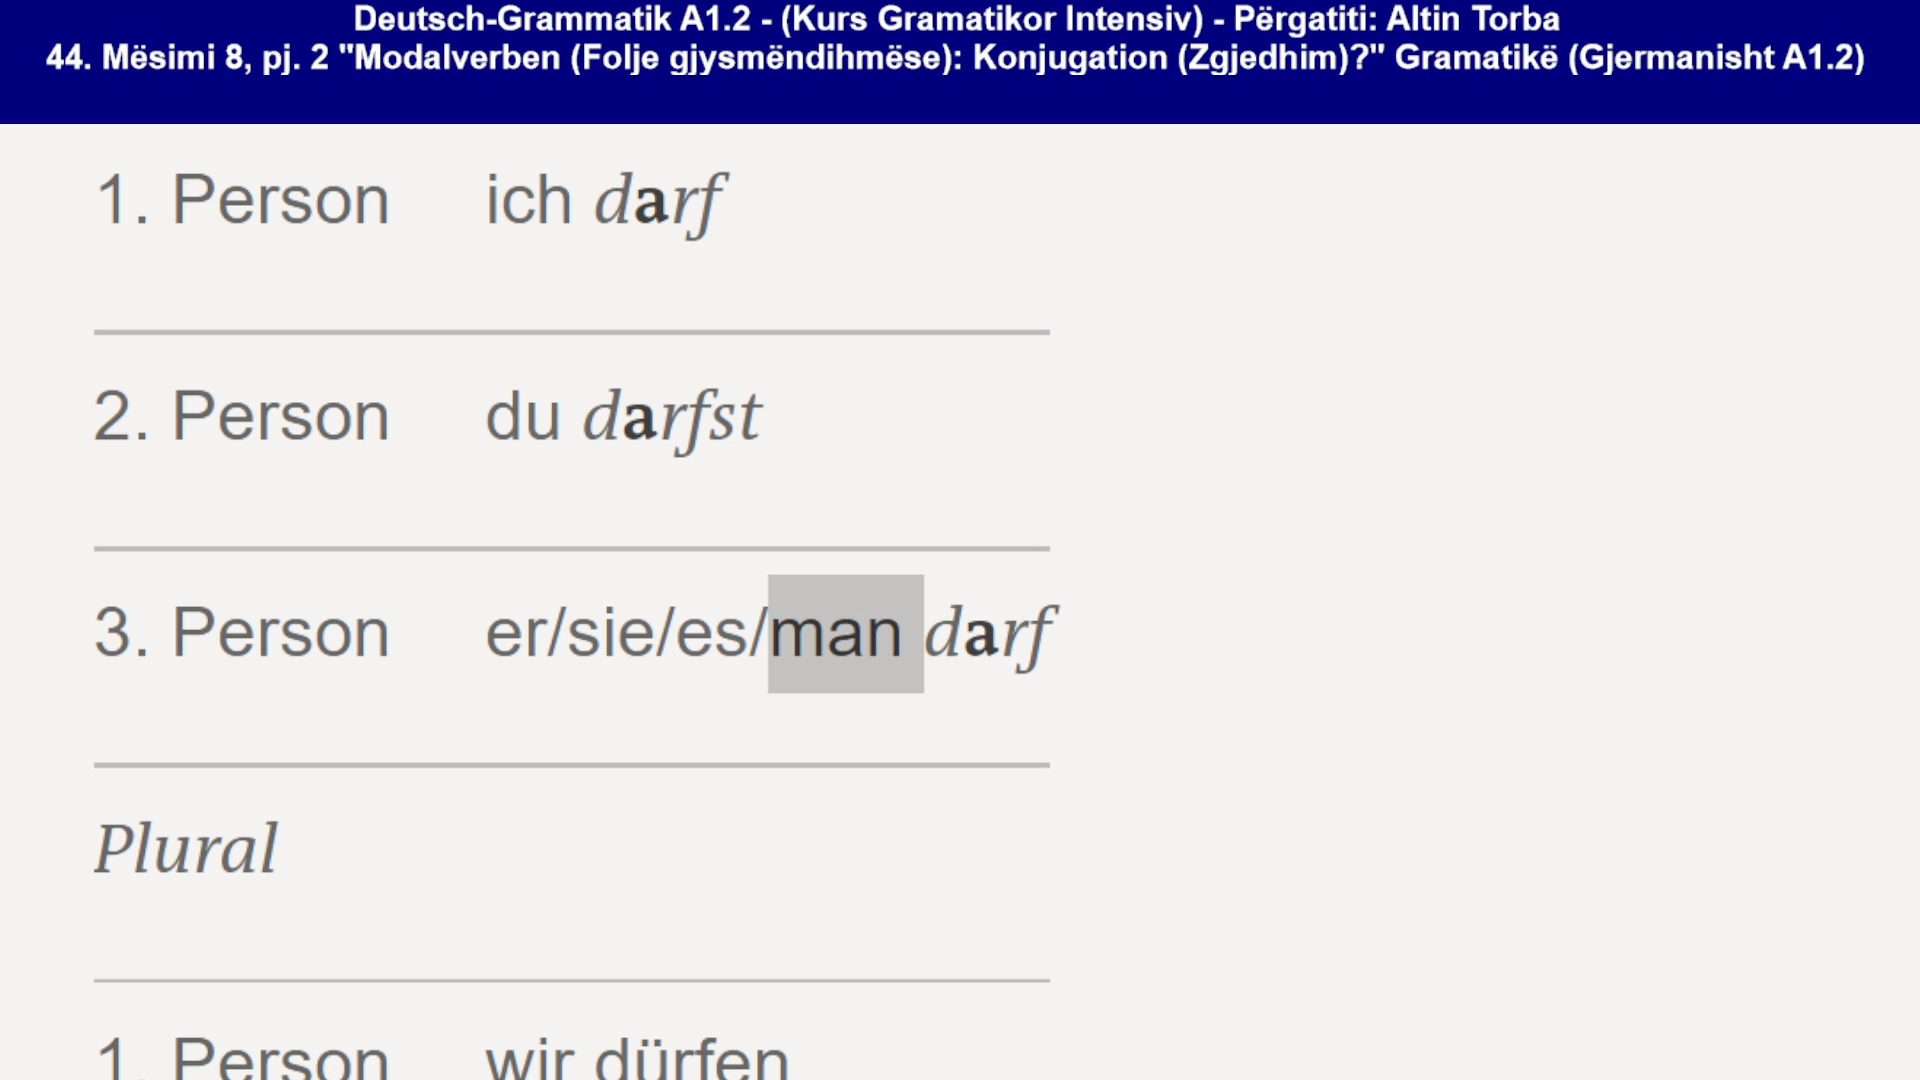 Deutsch-Grammatik A1.2 - (Kurs Gramatikor Intensiv) - Përgatiti: Altin Torba
44. Mësimi 8, pj. 2 "Modalverben (Folje gjysmëndihmëse): Konjugation (Zgjedhim)?" Gramatikë (Gjermanisht A1.2)
1. Person ich darf
2. Person du darfst
3. Person er/sie/es/man darf
Plural
1. Person wir dürfen